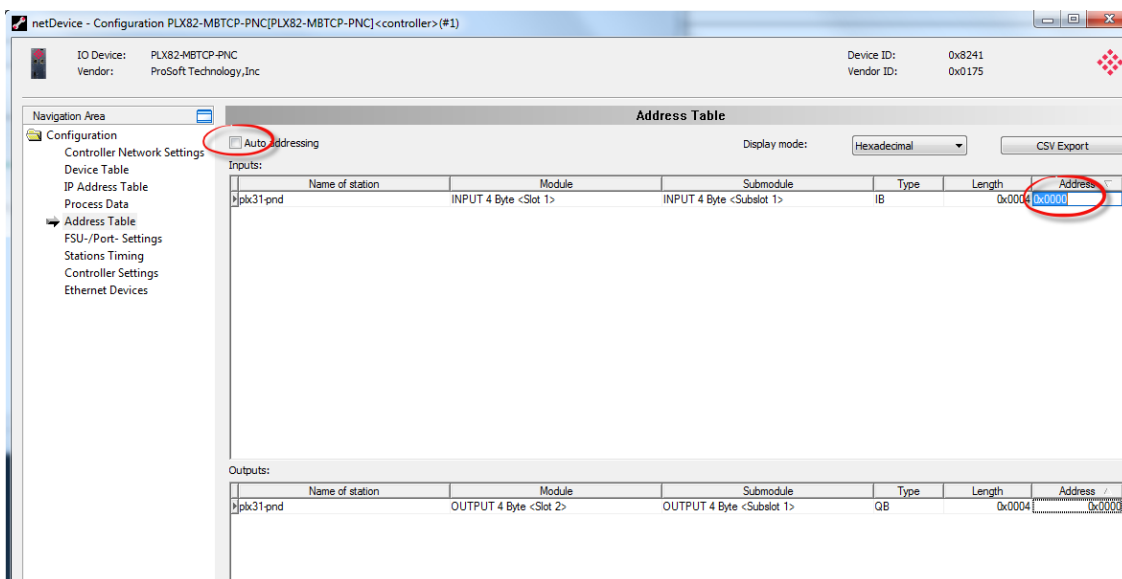 netDevice - Configuration PLX82-MBTCP-PNC[PLX82-MBTCP-PNC]<controller>(#1)
IO Device: PLX82-MBTCP-PNC Device ID: 0x8241
Vendor: ProSoft Technology,Inc Vendor ID: 0x0175
Navigation Area
Configuration
Controller Network Settings
Device Table
IP Address Table
Process Data
Address Table
FSU-/Port- Settings
Stations Timing
Controller Settings
Ethernet Devices
Address Table
Auto addressing Display mode: Hexadecimal CSV Export
Inputs:
Name of station Module Submodule Type Length Address
plx31-pnd INPUT 4 Byte <Slot 1> INPUT 4 Byte <Subslot 1> IB 0x0004 0x0000
Outputs:
Name of station Module Submodule Type Length Address
plx31-pnd OUTPUT 4 Byte <Slot 2> OUTPUT 4 Byte <Subslot 1> QB 0x0004 0x0000